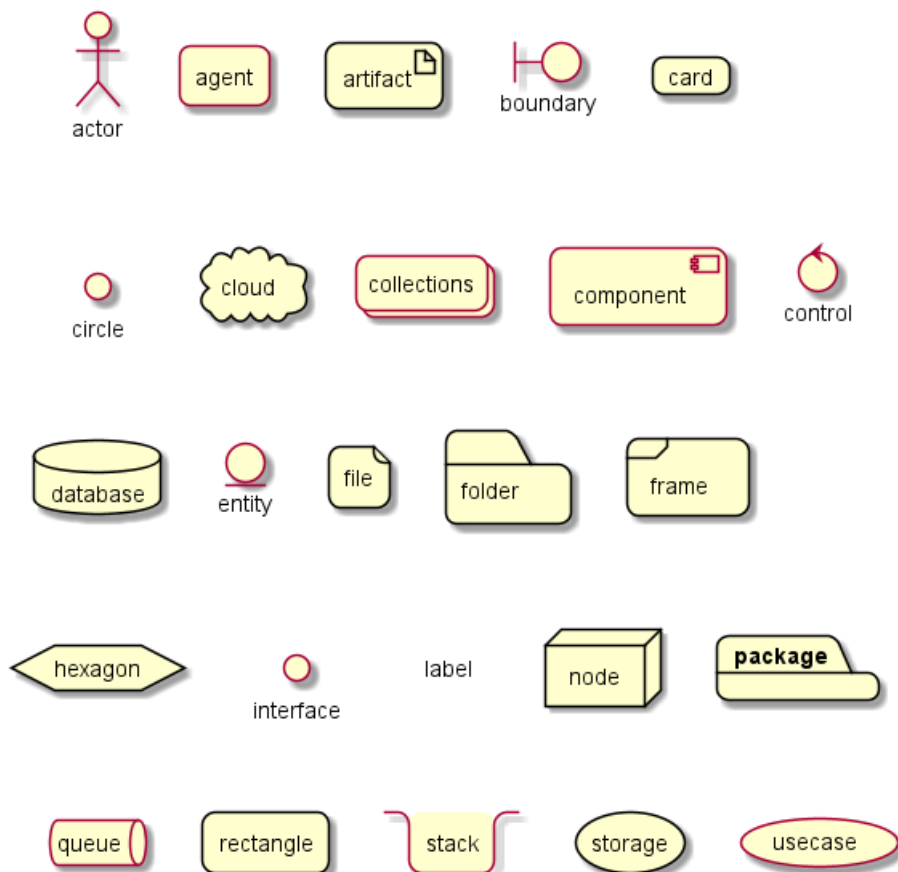 actor
agent
artifact
boundary
card
circle
cloud
collections
component
control
database
entity
file
folder
frame
hexagon
interface
label
node
package
queue
rectangle
stack
storage
usecase